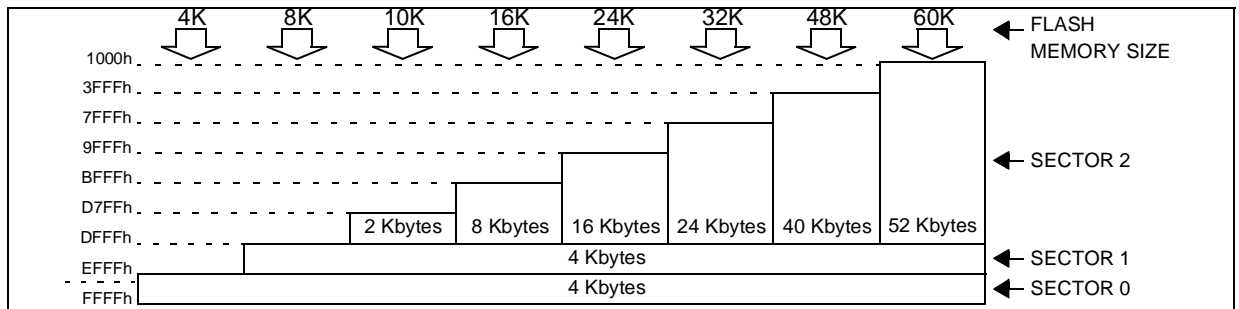 4K 8K 10K 16K 24K 32K 48K 60K
FLASH
MEMORY SIZE
1000h
3FFFh
7FFFh
9FFFh
SECTOR 2
BFFFh
D7FFh
2 Kbytes 8 Kbytes 16 Kbytes 24 Kbytes 40 Kbytes 52 Kbytes
DFFFh
4 Kbytes
SECTOR 1
EFFFh
4 Kbytes
SECTOR 0
FFFFh